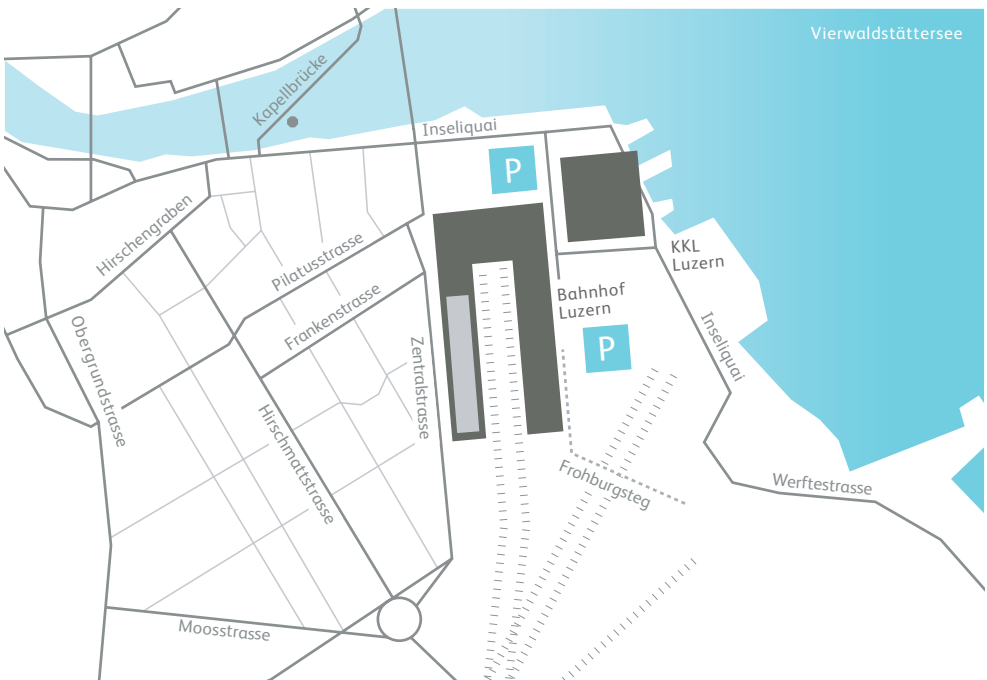 Vierwaldstättersee
Kapellbrücke
Inseliquai
P
Hirschengraben
Pilatusstrasse
KKL
Luzern
Frankenstrasse
Bahnhof
Luzern
P
Obergrundstrasse
Zentralstrasse
Inseliquai
Hirschmattstrasse
Frohburgsteg
Werftestrasse
Moosstrasse